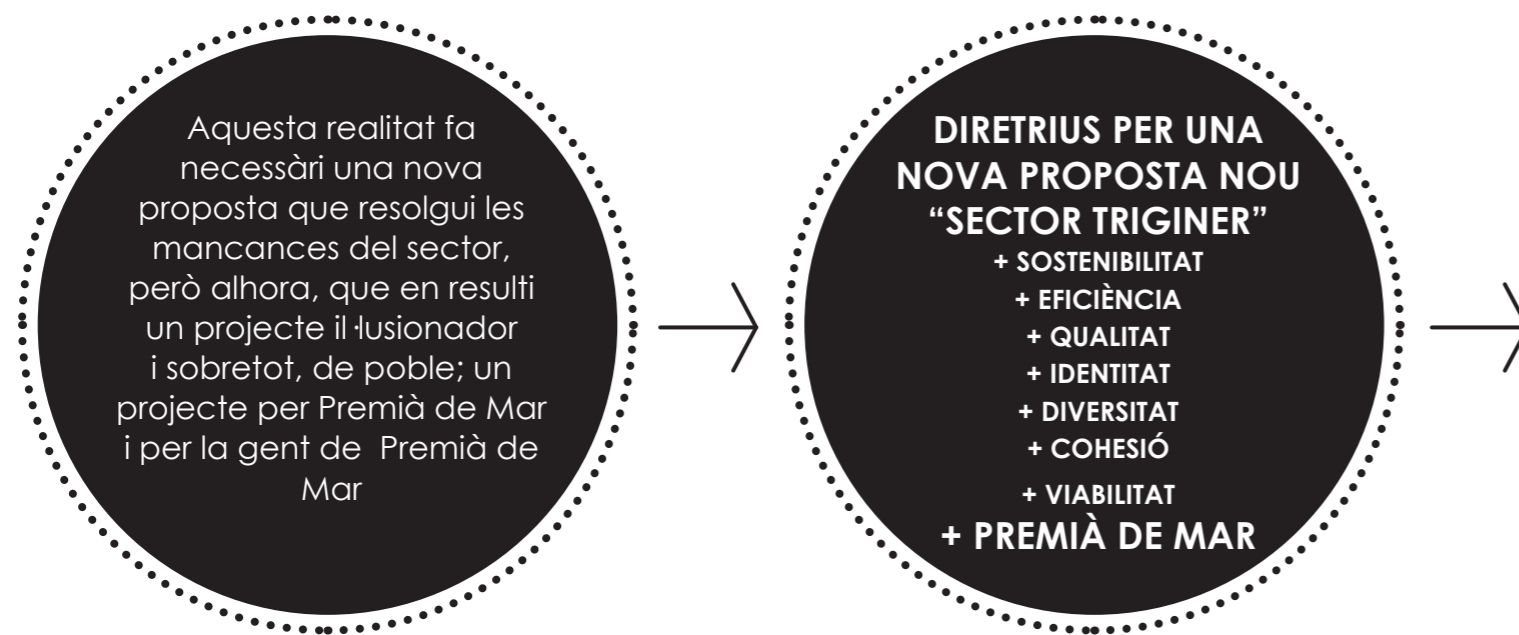 Aquesta realitat fa
necessàri una nova
proposta que resolgui les
mancances del sector,
però alhora, que en resulti
un projecte il·lusionador
i sobretot, de poble; un
projecte per Premià de Mar
i per la gent de Premià de
Mar
DIRETRIUS PER UNA
NOVA PROPOSTA NOU
“SECTOR TRIGINER”
+ SOSTENIBILITAT
+ EFICIÈNCIA
+ QUALITAT
+ IDENTITAT
+ DIVERSITAT
+ COHESIÓ
+ VIABILITAT
+ PREMIÀ DE MAR